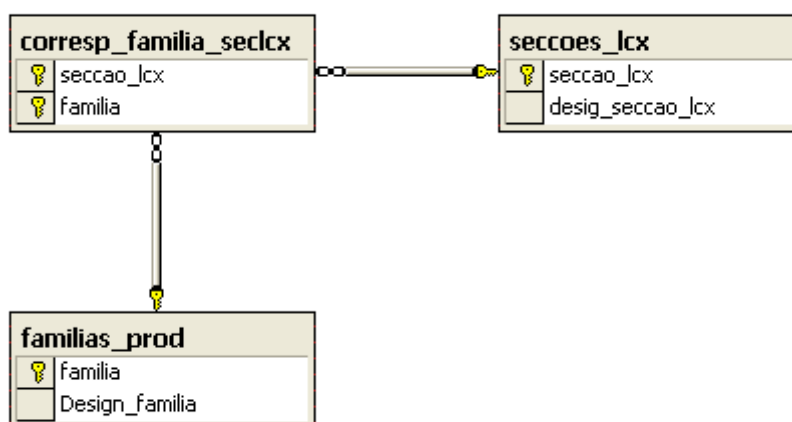 corresp_familia_seclcx
seccao_lcx
familia
seccoes_lcx
seccao_lcx
desig_seccao_lcx
familias_prod
familia
Design_familia